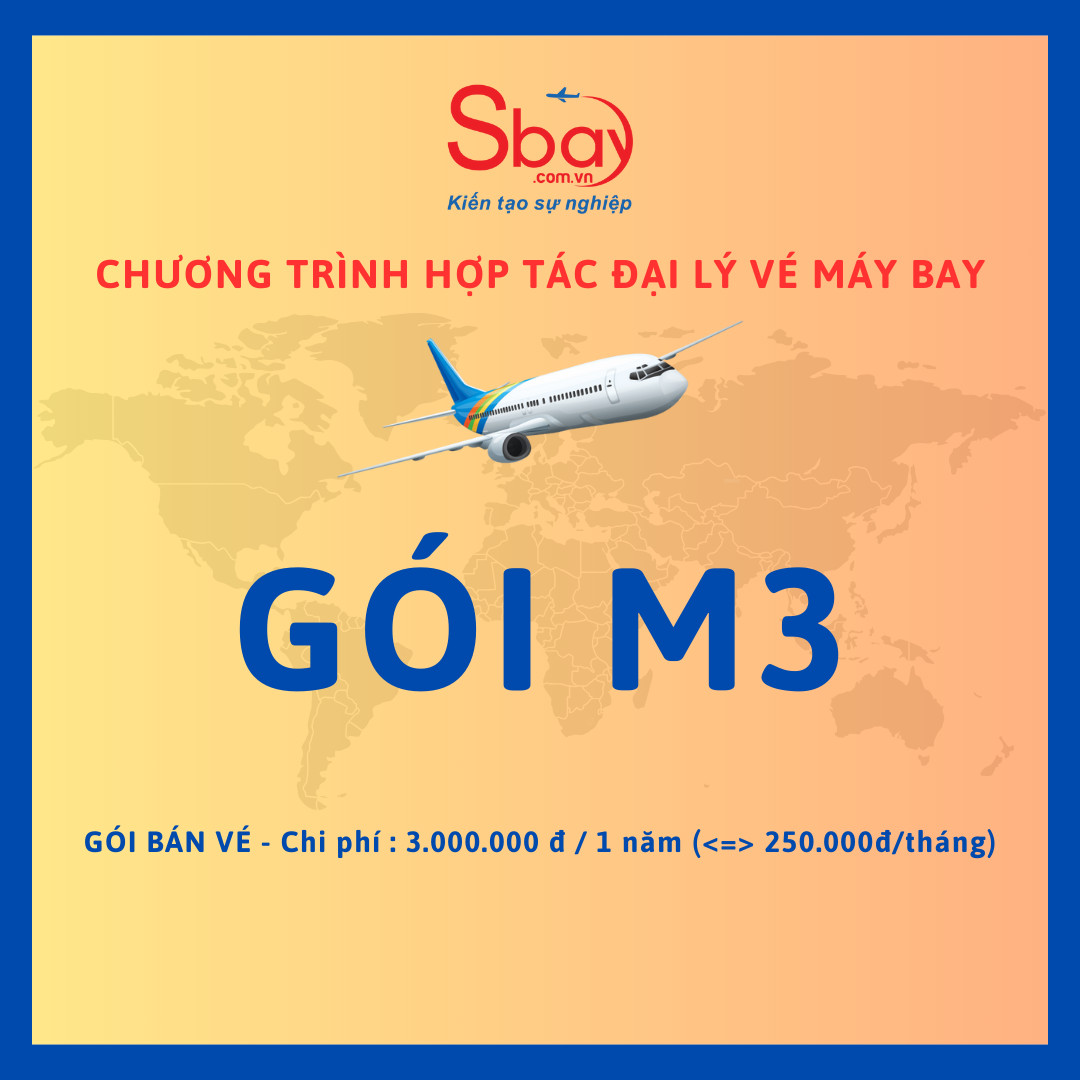 Sbay
.com.vn
Kiến tạo sự nghiệp
CHƯƠNG TRÌNH HỢP TÁC ĐẠI LÝ VÉ MÁY BAY
GÓI M3
GÓI BÁN VÉ - Chi phí : 3.000.000 đ / 1 năm (<=> 250.000đ/tháng)